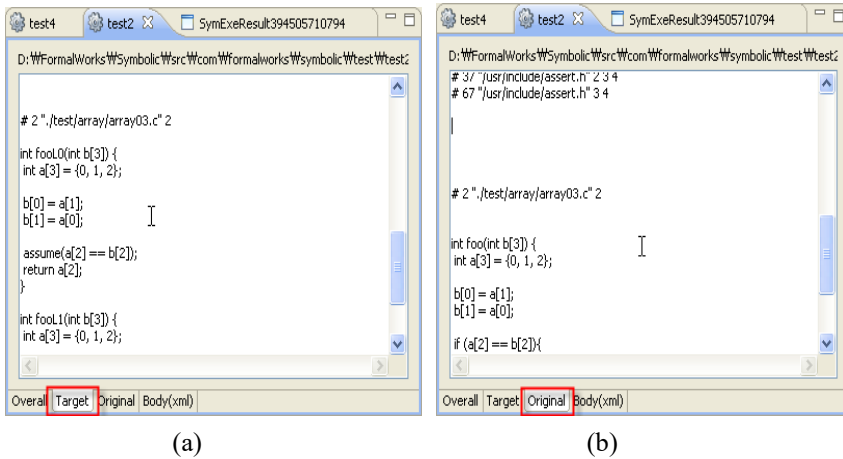 test4 test2 SymExeResult394505710794
D:₩FormalWorks₩Symbolic₩src₩com₩formalworks₩symbolic₩test₩test2
# 2 "./test/array/array03.c" 2
int fooL0(int b[3]) {
int a[3] = {0, 1, 2};
b[0] = a[1];
b[1] = a[0];
assume(a[2] == b[2]);
return a[2];
}
int fooL1(int b[3]) {
int a[3] = {0, 1, 2};
Overall Target Original Body(xml)
(a)
test4 test2 SymExeResult394505710794
D:₩FormalWorks₩Symbolic₩src₩com₩formalworks₩symbolic₩test₩test2
# 37 "/usr/include/assert.h" 2 3 4
# 67 "/usr/include/assert.h" 3 4
# 2 "./test/array/array03.c" 2
int foo(int b[3]) {
int a[3] = {0, 1, 2};
b[0] = a[1];
b[1] = a[0];
if (a[2] == b[2]){
Overall Target Original Body(xml)
(b)